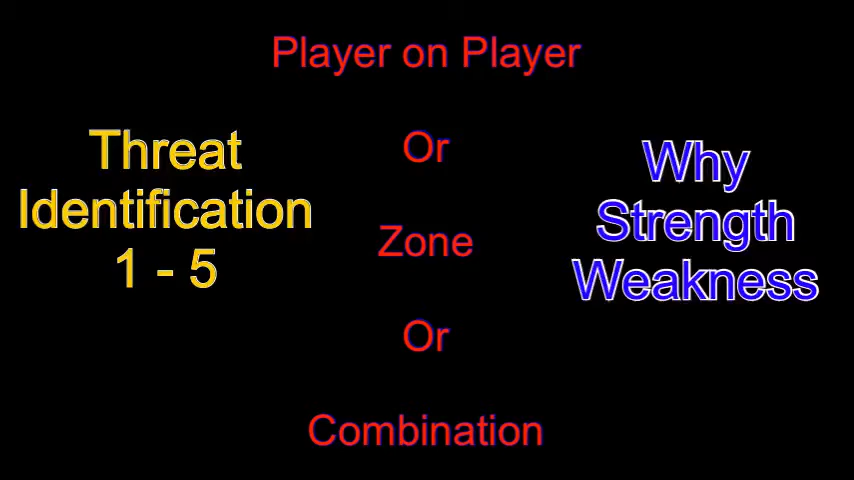 Player on Player
Or
Zone
Or
Combination
Threat
Identification
1 - 5
Why
Strength
Weakness